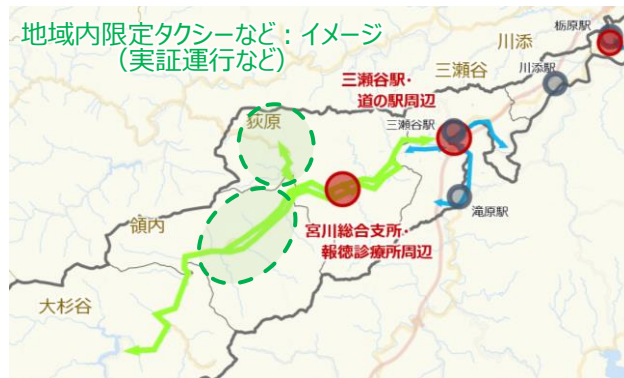 地域内限定タクシーなど：イメージ
（実証運行など）
栃原駅
川添
川添駅
三瀬谷
三瀬谷駅・
道の駅周辺
三瀬谷駅
荻原
滝原駅
宮川総合支所・
報徳診療所周辺
領内
大杉谷